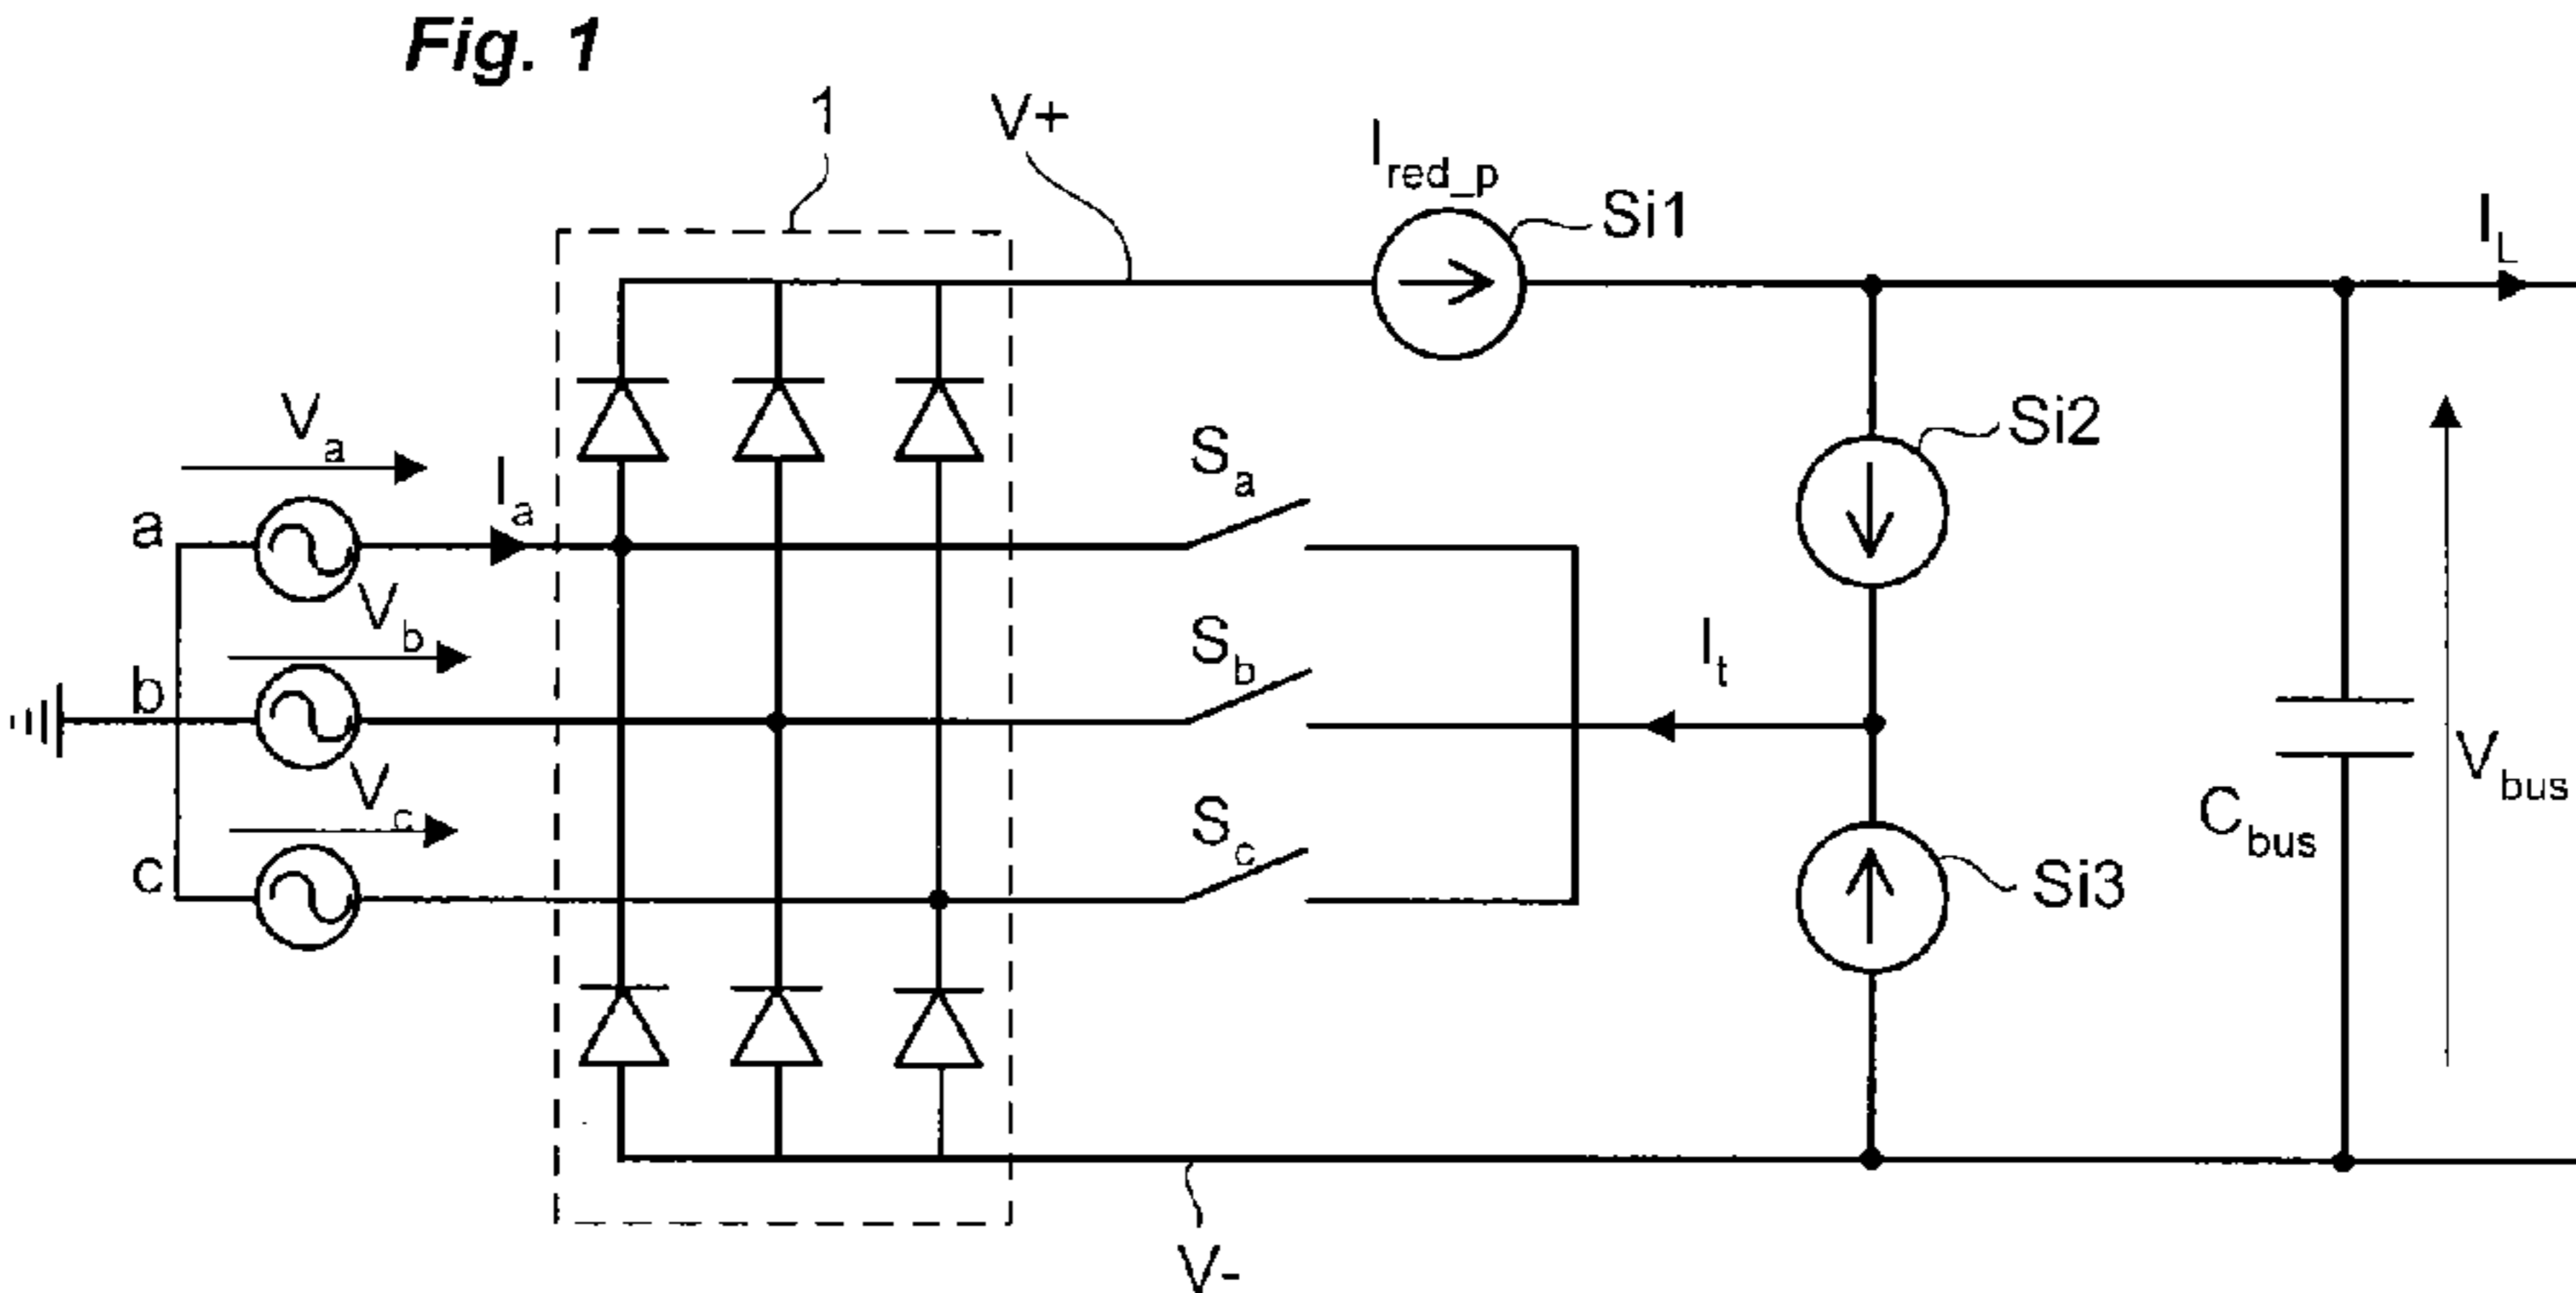 Fig. 1
1
V+
I_red_p
Si1
I_L
V_a
I_a
a
S_a
Si2
V_b
b
S_b
I_t
V_c
c
S_c
C_bus
V_bus
Si3
V-